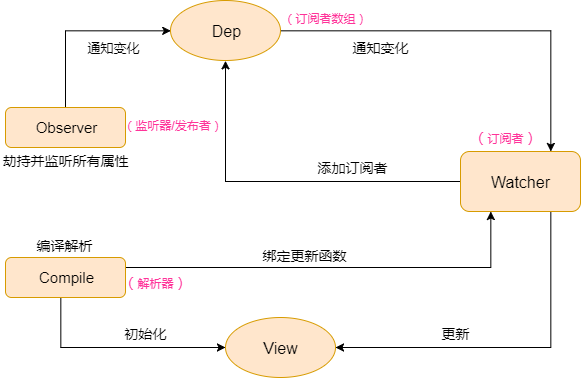 Dep
（订阅者数组）
通知变化
通知变化
Observer
（监听器/发布者）
劫持并监听所有属性
（订阅者）
添加订阅者
Watcher
编译解析
绑定更新函数
Compile
（解析器）
初始化
更新
View